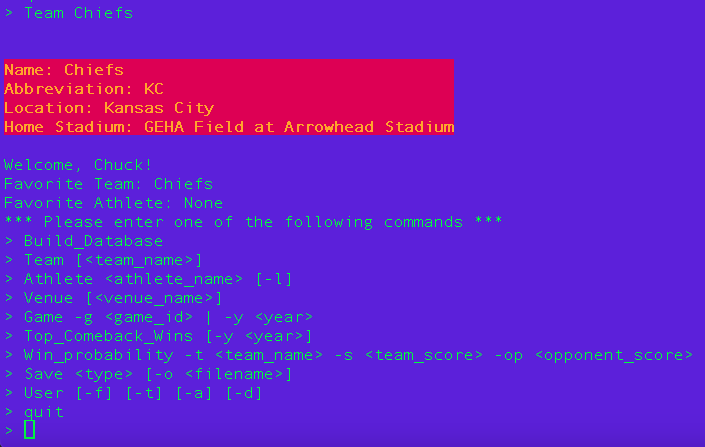 > Team Chiefs
Name: Chiefs
Abbreviation: KC
Location: Kansas City
Home Stadium: GEHA Field at Arrowhead Stadium
Welcome, Chuck!
Favorite Team: Chiefs
Favorite Athlete: None
*** Please enter one of the following commands ***
> Build_Database
> Team [<team_name>]
> Athlete <athlete_name> [-l]
> Venue [<venue_name>]
> Game -g <game_id> | -y <year>
> Top_Comeback_Wins [-y <year>]
> Win_probability -t <team_name> -s <team_score> -op <opponent_score>
> Save <type> [-o <filename>]
> User [-f] [-t] [-a] [-d]
> quit
>